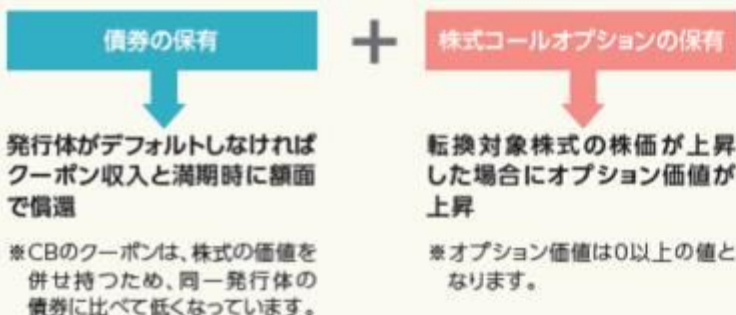 債券の保有
＋
株式コールオプションの保有
発行体がデフォルトしなければ
クーポン収入と満期時に額面
で償還
※CBのクーポンは、株式の価値を
併せ持つため、同一発行体の
債券に比べて低くなっています。
転換対象株式の株価が上昇
した場合にオプション価値が
上昇
※オプション価値は0以上の値と
なります。